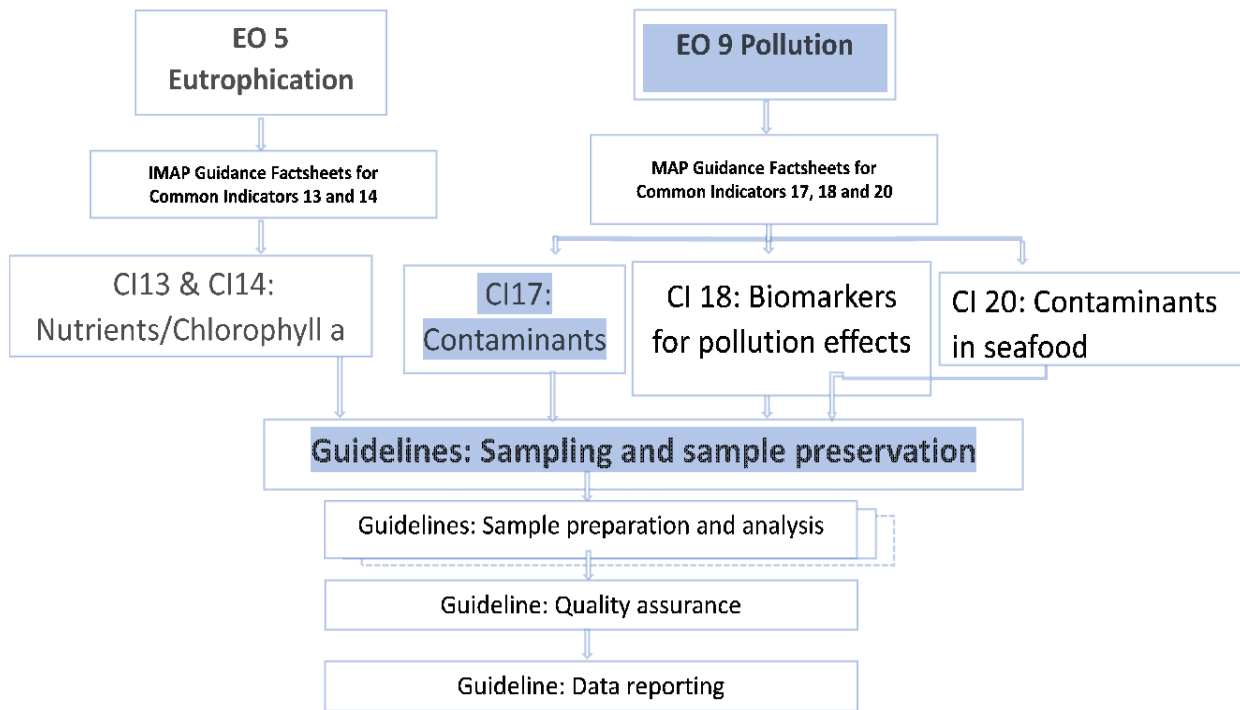 EO 5
Eutrophication
EO 9 Pollution
IMAP Guidance Factsheets for
Common Indicators 13 and 14
MAP Guidance Factsheets for
Common Indicators 17, 18 and 20
CI13 & CI14:
Nutrients/Chlorophyll a
CI17:
Contaminants
CI 18: Biomarkers
for pollution effects
CI 20: Contaminants
in seafood
Guidelines: Sampling and sample preservation
Guidelines: Sample preparation and analysis
Guideline: Quality assurance
Guideline: Data reporting